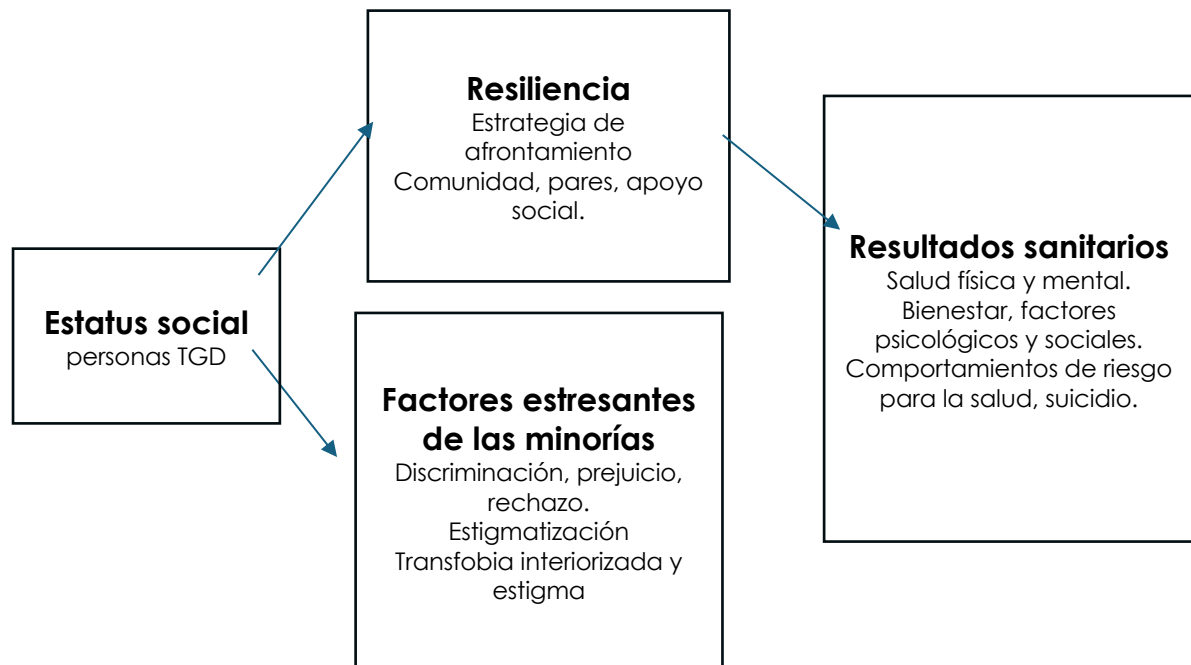 Resiliencia
Estrategia de
afrontamiento
Comunidad, pares, apoyo
social.
Estatus social
personas TGD
Factores estresantes
de las minorías
Discriminación, prejuicio,
rechazo.
Estigmatización
Transfobia interiorizada y
estigma
Resultados sanitarios
Salud física y mental.
Bienestar, factores
psicológicos y sociales.
Comportamientos de riesgo
para la salud, suicidio.